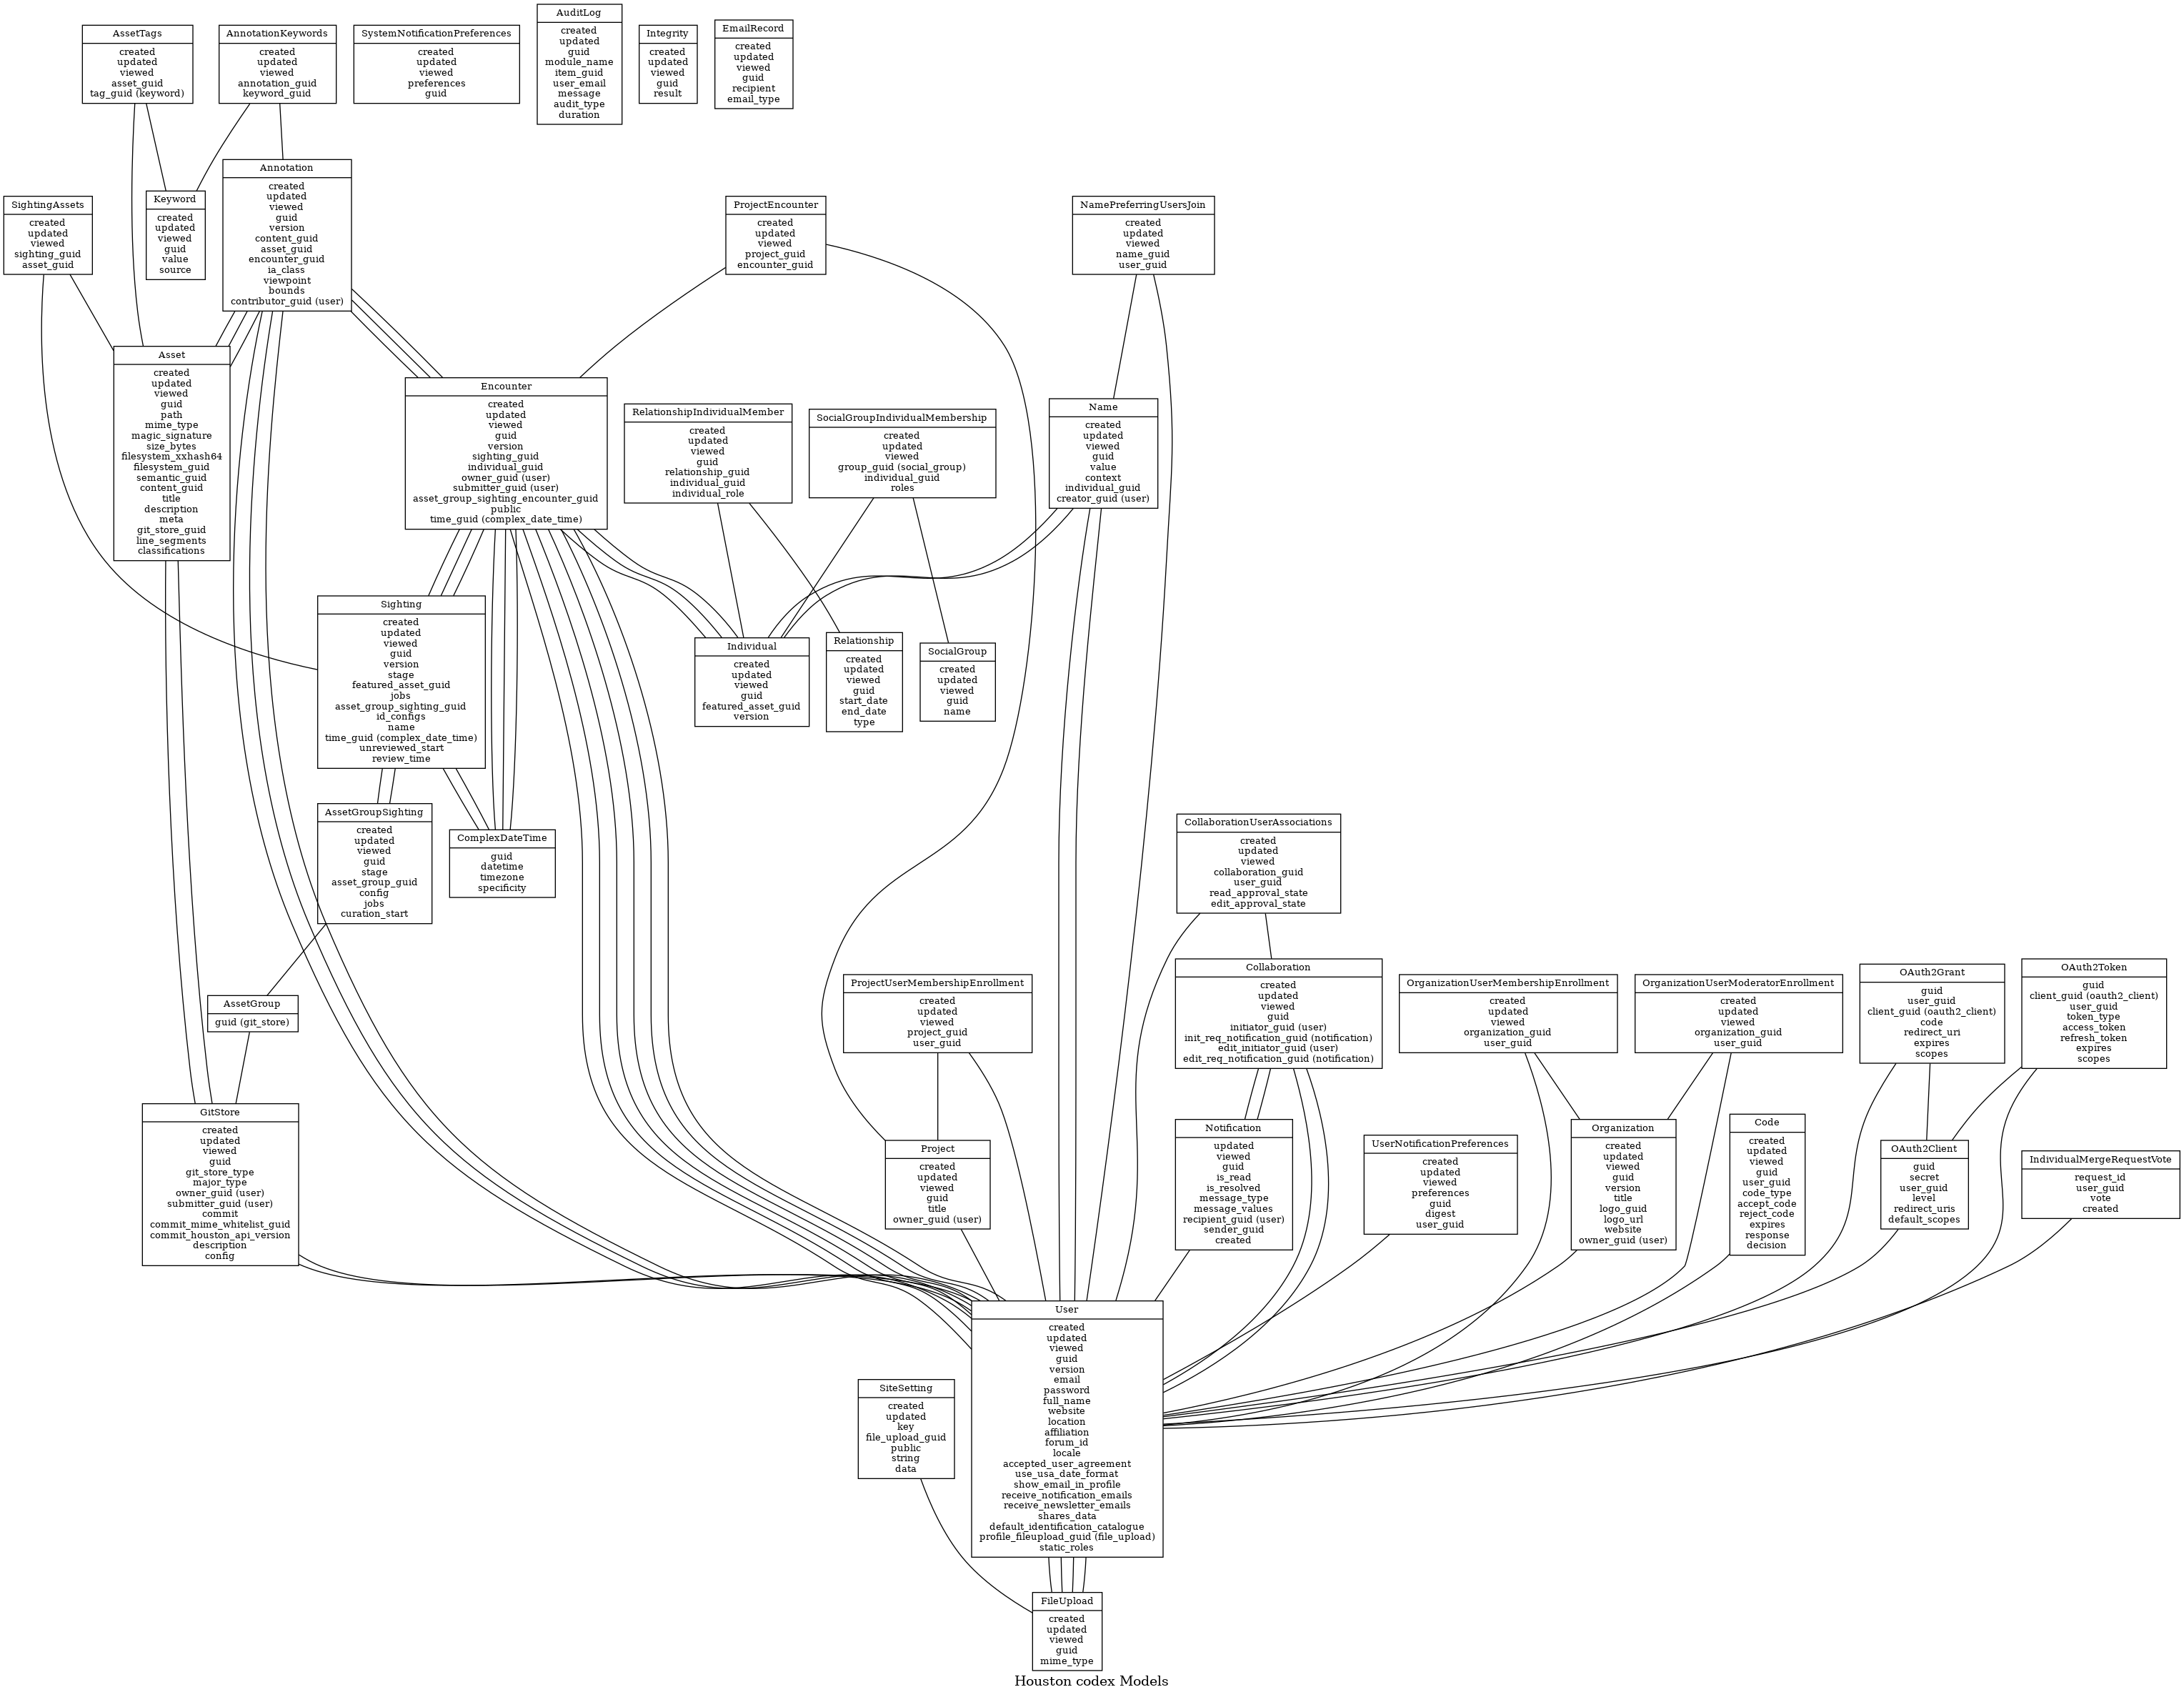 AssetTags
created
updated
viewed
asset_guid
tag_guid (keyword)
AnnotationKeywords
created
updated
viewed
annotation_guid
keyword_guid
SystemNotificationPreferences
created
updated
viewed
preferences
guid
AuditLog
created
updated
guid
module_name
item_guid
user_email
message
audit_type
duration
Integrity
created
updated
viewed
guid
result
EmailRecord
created
updated
viewed
guid
recipient
email_type
SightingAssets
created
updated
viewed
sighting_guid
asset_guid
Keyword
created
updated
viewed
guid
value
source
Annotation
created
updated
viewed
guid
version
content_guid
asset_guid
encounter_guid
ia_class
viewpoint
bounds
contributor_guid (user)
ProjectEncounter
created
updated
viewed
project_guid
encounter_guid
NamePreferringUsersJoin
created
updated
viewed
name_guid
user_guid
Asset
created
updated
viewed
guid
path
mime_type
magic_signature
size_bytes
filesystem_xxhash64
filesystem_guid
semantic_guid
content_guid
title
description
meta
git_store_guid
line_segments
classifications
Encounter
created
updated
viewed
guid
version
sighting_guid
individual_guid
owner_guid (user)
submitter_guid (user)
asset_group_sighting_encounter_guid
public
time_guid (complex_date_time)
RelationshipIndividualMember
created
updated
viewed
guid
relationship_guid
individual_guid
individual_role
SocialGroupIndividualMembership
created
updated
viewed
group_guid (social_group)
individual_guid
roles
Name
created
updated
viewed
guid
value
context
individual_guid
creator_guid (user)
Sighting
created
updated
viewed
guid
version
stage
featured_asset_guid
jobs
asset_group_sighting_guid
id_configs
name
time_guid (complex_date_time)
unreviewed_start
review_time
Individual
created
updated
viewed
guid
featured_asset_guid
version
Relationship
created
updated
viewed
guid
start_date
end_date
type
SocialGroup
created
updated
viewed
guid
name
AssetGroupSighting
created
updated
viewed
guid
stage
asset_group_guid
config
jobs
curation_start
ComplexDateTime
guid
datetime
timezone
specificity
CollaborationUserAssociations
created
updated
viewed
collaboration_guid
user_guid
read_approval_state
edit_approval_state
AssetGroup
guid (git_store)
ProjectUserMembershipEnrollment
created
updated
viewed
project_guid
user_guid
Collaboration
created
updated
viewed
guid
initiator_guid (user)
init_req_notification_guid (notification)
edit_initiator_guid (user)
edit_req_notification_guid (notification)
OrganizationUserMembershipEnrollment
created
updated
viewed
organization_guid
user_guid
OrganizationUserModeratorEnrollment
created
updated
viewed
organization_guid
user_guid
OAuth2Grant
guid
user_guid
client_guid (oauth2_client)
code
redirect_uri
expires
scopes
OAuth2Token
guid
client_guid (oauth2_client)
user_guid
token_type
access_token
refresh_token
expires
scopes
GitStore
created
updated
viewed
guid
git_store_type
major_type
owner_guid (user)
submitter_guid (user)
commit
commit_mime_whitelist_guid
commit_houston_api_version
description
config
Project
created
updated
viewed
guid
title
owner_guid (user)
Notification
updated
viewed
guid
is_read
is_resolved
message_type
message_values
recipient_guid (user)
sender_guid
created
UserNotificationPreferences
created
updated
viewed
preferences
guid
digest
user_guid
Organization
created
updated
viewed
guid
version
title
logo_guid
logo_url
website
owner_guid (user)
Code
created
updated
viewed
guid
user_guid
code_type
accept_code
reject_code
expires
response
decision
OAuth2Client
guid
secret
user_guid
level
redirect_uris
default_scopes
IndividualMergeRequestVote
request_id
user_guid
vote
created
User
created
updated
viewed
guid
version
email
password
full_name
website
location
affiliation
forum_id
locale
accepted_user_agreement
use_usa_date_format
show_email_in_profile
receive_notification_emails
receive_newsletter_emails
shares_data
default_identification_catalogue
profile_fileupload_guid (file_upload)
static_roles
SiteSetting
created
updated
key
file_upload_guid
public
string
data
FileUpload
created
updated
viewed
guid
mime_type
Houston codex Models